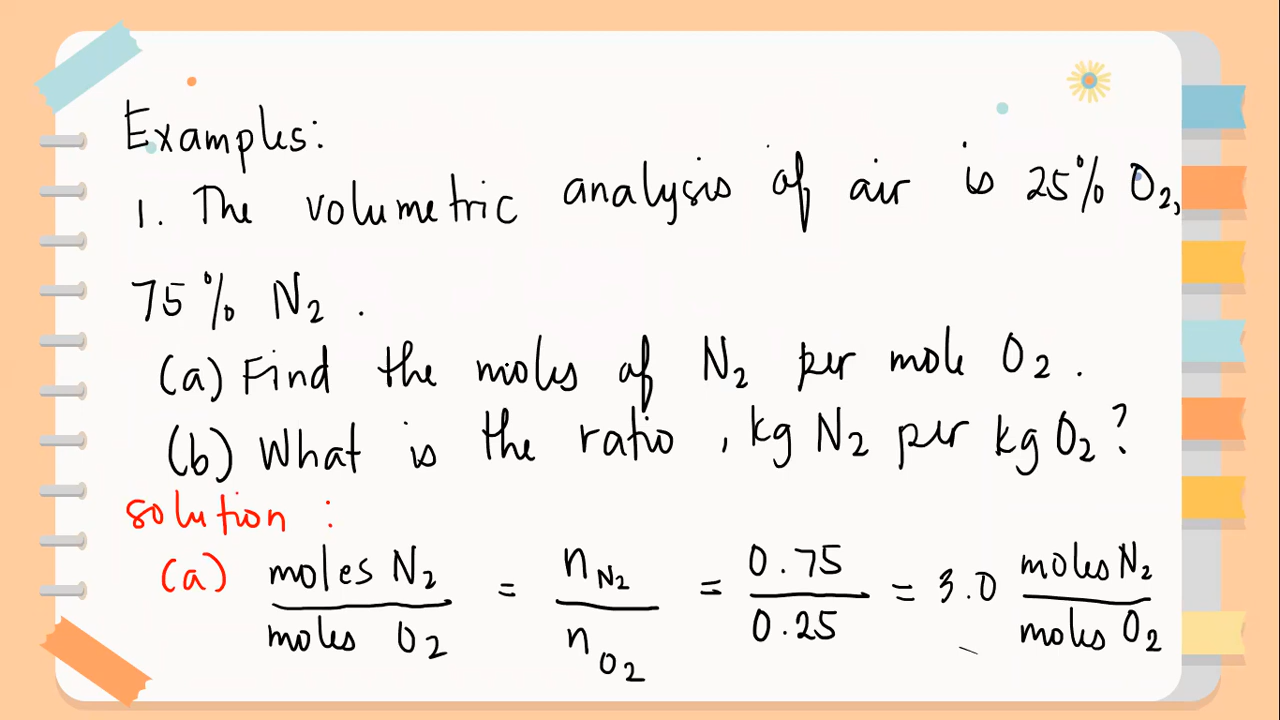 Examples:
1. The volumetric analysis of air is 25% O₂,
75% N₂.
(a) Find the moles of N₂ per mole O₂.
(b) What is the ratio, kg N₂ per kg O₂?
solution:
(a) moles N₂ / moles O₂ = n N₂ / n O₂ = 0.75 / 0.25 = 3.0 moles N₂ / moles O₂